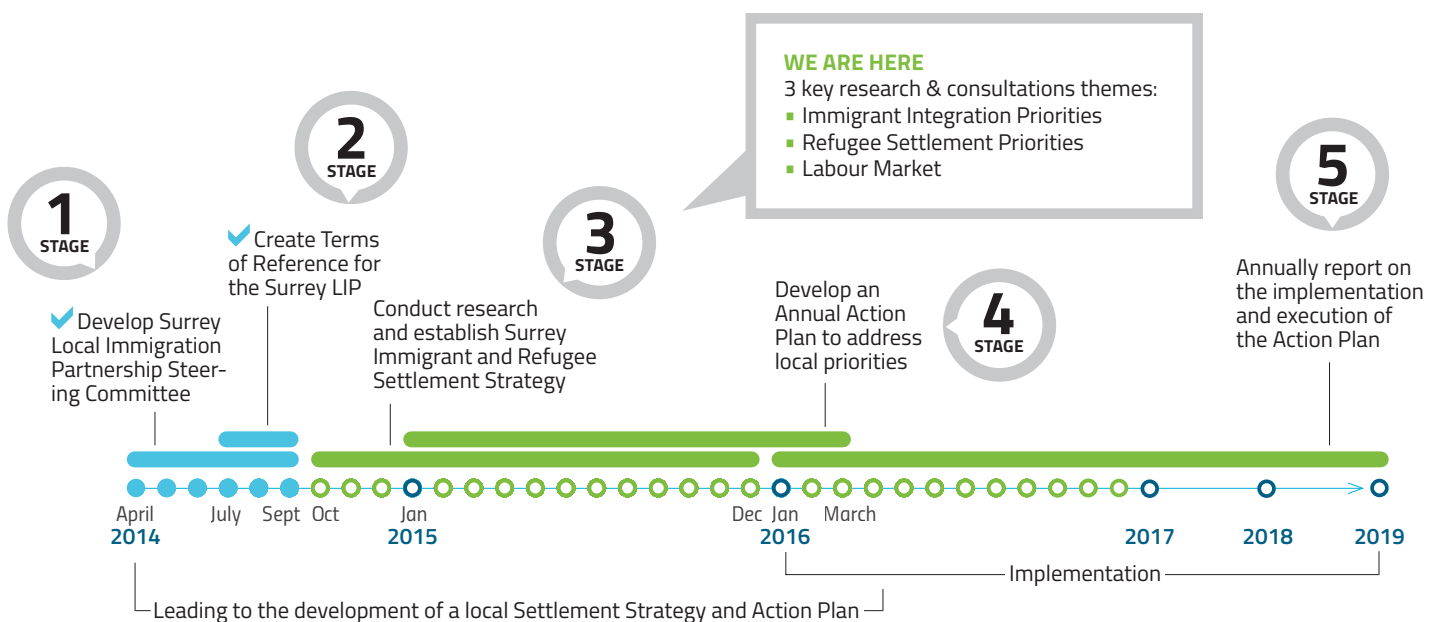 WE ARE HERE
3 key research & consultations themes:
▪ Immigrant Integration Priorities
▪ Refugee Settlement Priorities
▪ Labour Market
1
STAGE
✓ Develop Surrey
Local Immigration
Partnership Steer-
ing Committee
2
STAGE
✓ Create Terms
of Reference for
the Surrey LIP
3
STAGE
Conduct research
and establish Surrey
Immigrant and Refugee
Settlement Strategy
4
STAGE
Develop an
Annual Action
Plan to address
local priorities
5
STAGE
Annually report on
the implementation
and execution of
the Action Plan
April July Sept Oct Jan Dec Jan March
2014 2015 2016 2017 2018 2019
Implementation
Leading to the development of a local Settlement Strategy and Action Plan